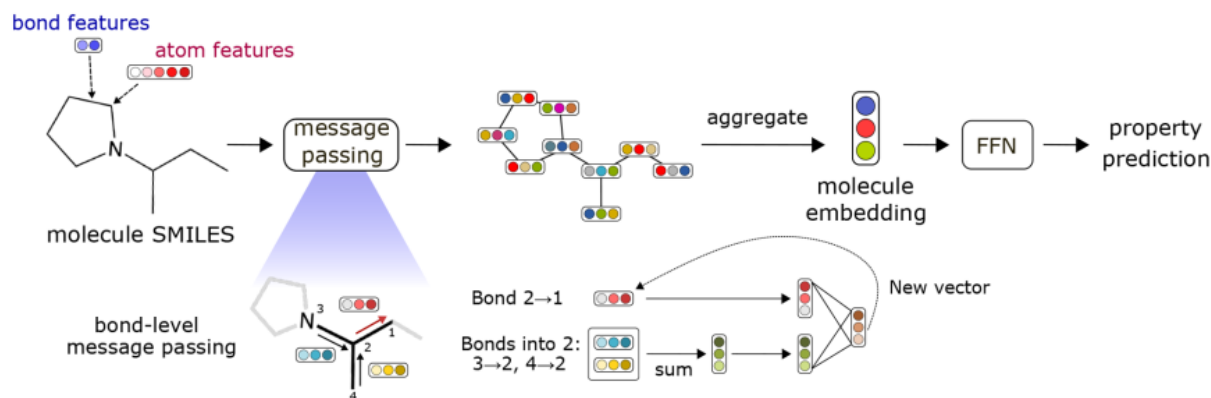 bond features
atom features
N
molecule SMILES
message
passing
aggregate
molecule
embedding
FFN
property
prediction
bond-level
message passing
N
3
1
2
4
Bond 2→1
Bonds into 2:
3→2, 4→2
sum
New vector